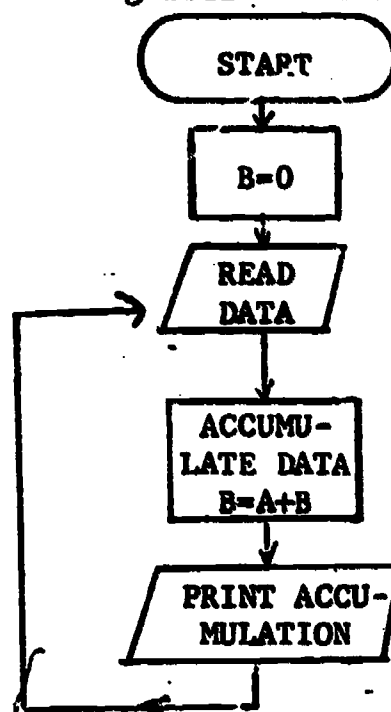 START
B=0
READ
DATA
ACCUMU-
LATE DATA
B=A+B
PRINT ACCU-
MULATION